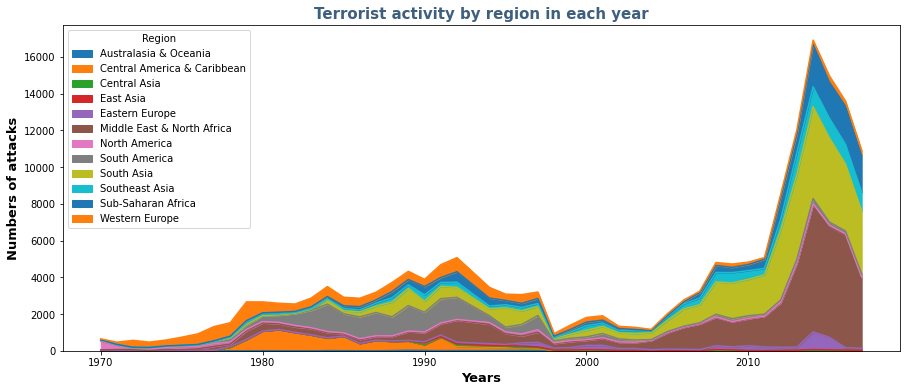 Terrorist activity by region in each year
Numbers of attacks
16000
14000
12000
10000
8000
6000
4000
2000
0
Region
Australasia & Oceania
Central America & Caribbean
Central Asia
East Asia
Eastern Europe
Middle East & North Africa
North America
South America
South Asia
Southeast Asia
Sub-Saharan Africa
Western Europe
1970 1980 1990 2000 2010
Years